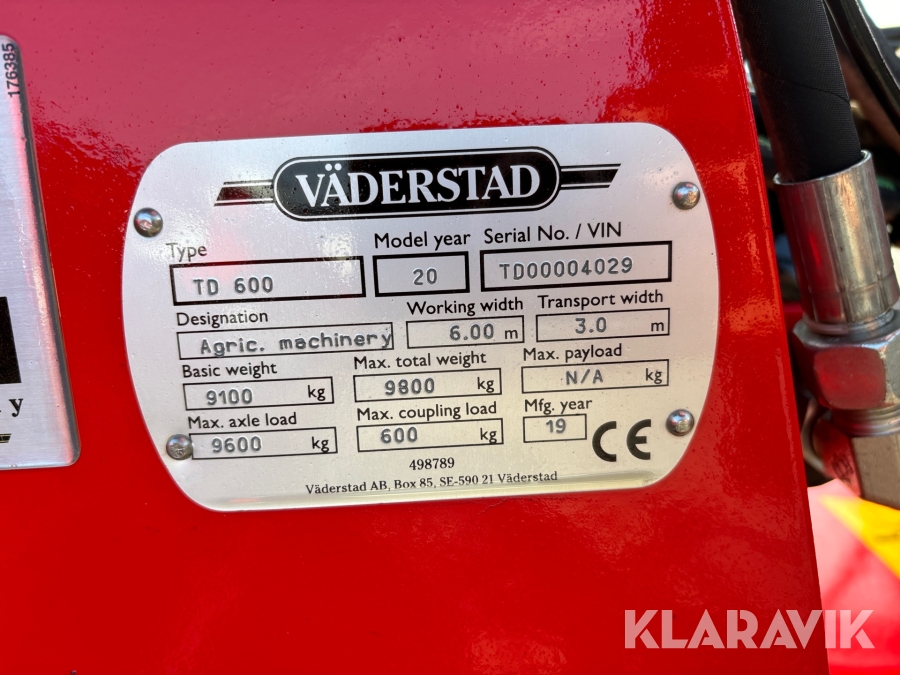 176385
VÄDERSTAD
Type Model year Serial No. / VIN
TD 600 20 TD00004029
Designation Working width Transport width
Agric. machinery 6.00 m 3.0 m
Basic weight Max. total weight Max. payload
9100 kg 9800 kg N/A kg
Max. axle load Max. coupling load Mfg. year
9600 kg 600 kg 19 CE
498789
Väderstad AB, Box 85, SE-590 21 Väderstad
y
KLARAVIK